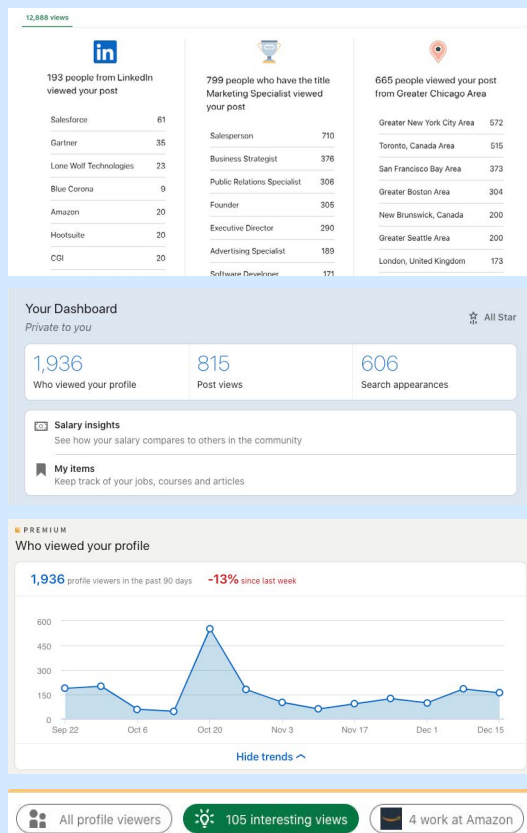 12,888 views
in
193 people from LinkedIn
viewed your post
Salesforce 61
Gartner 35
Lone Wolf Technologies 23
Blue Corona 9
Amazon 20
Hootsuite 20
CGI 20
799 people who have the title
Marketing Specialist viewed
your post
Salesperson 710
Business Strategist 376
Public Relations Specialist 306
Founder 305
Executive Director 290
Advertising Specialist 189
Software Developer 171
665 people viewed your post
from Greater Chicago Area
Greater New York City Area 572
Toronto, Canada Area 515
San Francisco Bay Area 373
Greater Boston Area 304
New Brunswick, Canada 200
Greater Seattle Area 200
London, United Kingdom 173
Your Dashboard
Private to you
All Star
1,936 815 606
Who viewed your profile Post views Search appearances
Salary insights
See how your salary compares to others in the community
My items
Keep track of your jobs, courses and articles
PREMIUM
Who viewed your profile
1,936 profile viewers in the past 90 days -13% since last week
600
450
300
150
0
Sep 22 Oct 6 Oct 20 Nov 3 Nov 17 Dec 1 Dec 15
Hide trends
All profile viewers 105 interesting views 4 work at Amazon